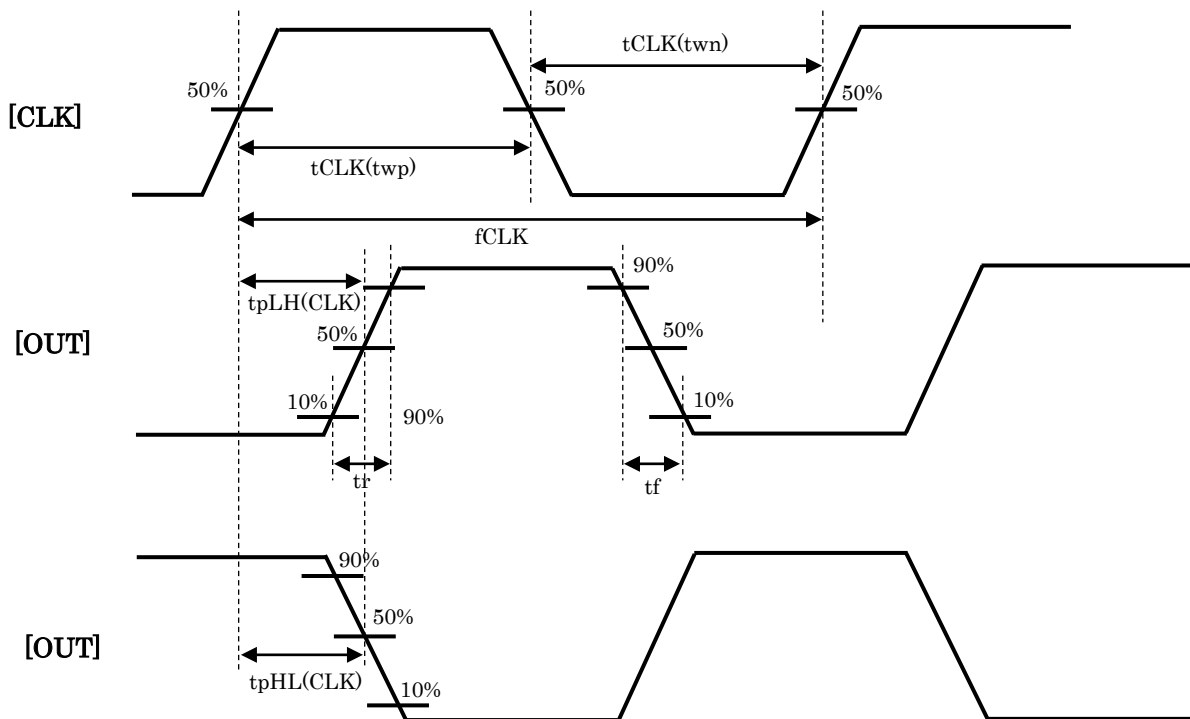 tCLK(twn)
50%
50%
50%
[CLK]
tCLK(twp)
fCLK
90%
tpLH(CLK)
50%
50%
[OUT]
10%
10%
90%
tr
tf
90%
50%
[OUT]
tpHL(CLK)
10%